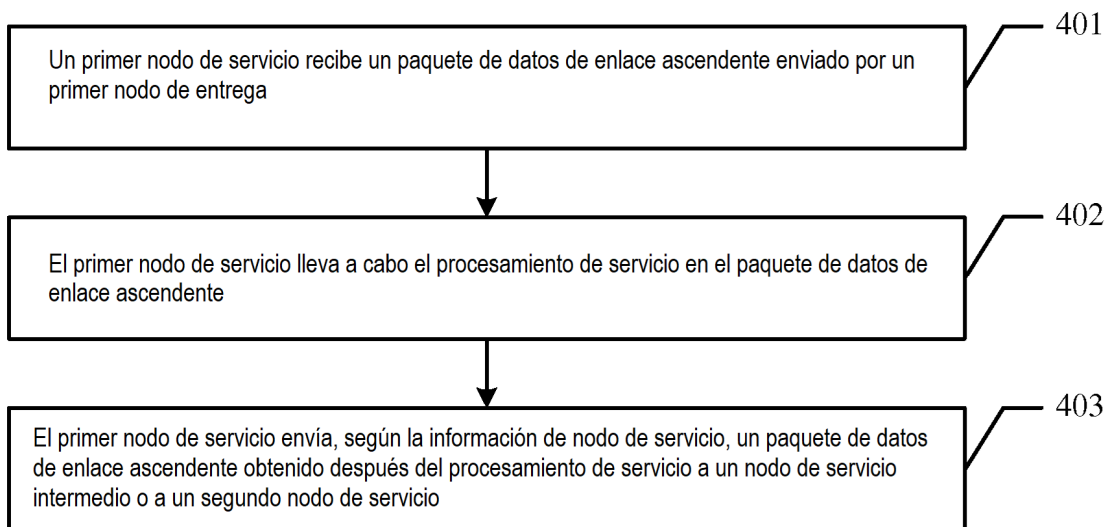 401
Un primer nodo de servicio recibe un paquete de datos de enlace ascendente enviado por un
primer nodo de entrega
402
El primer nodo de servicio lleva a cabo el procesamiento de servicio en el paquete de datos de
enlace ascendente
403
El primer nodo de servicio envía, según la información de nodo de servicio, un paquete de datos
de enlace ascendente obtenido después del procesamiento de servicio a un nodo de servicio
intermedio o a un segundo nodo de servicio